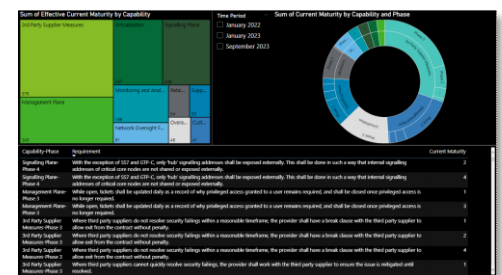 Sum of Effective Current Maturity by Capability
3rd Party Supplier Measures
Virtualisation
Signalling Plane
Management Plane
Monitoring and Anal...
Pene...
Supp...
Network Oversight F...
Overa...
Cult...
Time Period
January 2022
January 2023
September 2023
Sum of Current Maturity by Capability and Phase
Capability-Phase Requirement Current Maturity
Signalling Plane-Phase 4 With the exception of SS7 and GTP-C, only 'hub' signalling addresses shall be exposed externally. This shall be done in such a way that internal signalling addresses of critical core nodes are not shared or exposed externally. 2
Signalling Plane-Phase 4 With the exception of SS7 and GTP-C, only 'hub' signalling addresses shall be exposed externally. This shall be done in such a way that internal signalling addresses of critical core nodes are not shared or exposed externally. 4
Management Plane-Phase 3 While open, tickets shall be updated daily as a record of why privileged access granted to a user remains required, and shall be closed once privileged access is no longer required. 1
Management Plane-Phase 3 While open, tickets shall be updated daily as a record of why privileged access granted to a user remains required, and shall be closed once privileged access is no longer required. 3
3rd Party Supplier Measures-Phase 3 Where third party suppliers do not resolve security failings within a reasonable timeframe, the provider shall have a break clause with the third party supplier to allow exit from the contract without penalty. 1
3rd Party Supplier Measures-Phase 3 Where third party suppliers do not resolve security failings within a reasonable timeframe, the provider shall have a break clause with the third party supplier to allow exit from the contract without penalty. 2
3rd Party Supplier Measures-Phase 3 Where third party suppliers do not resolve security failings within a reasonable timeframe, the provider shall have a break clause with the third party supplier to allow exit from the contract without penalty. 4
3rd Party Supplier Measures-Phase 3 Where third party suppliers cannot quickly resolve security failings, the provider shall work with the third party supplier to ensure the issue is mitigated until resolved. 1